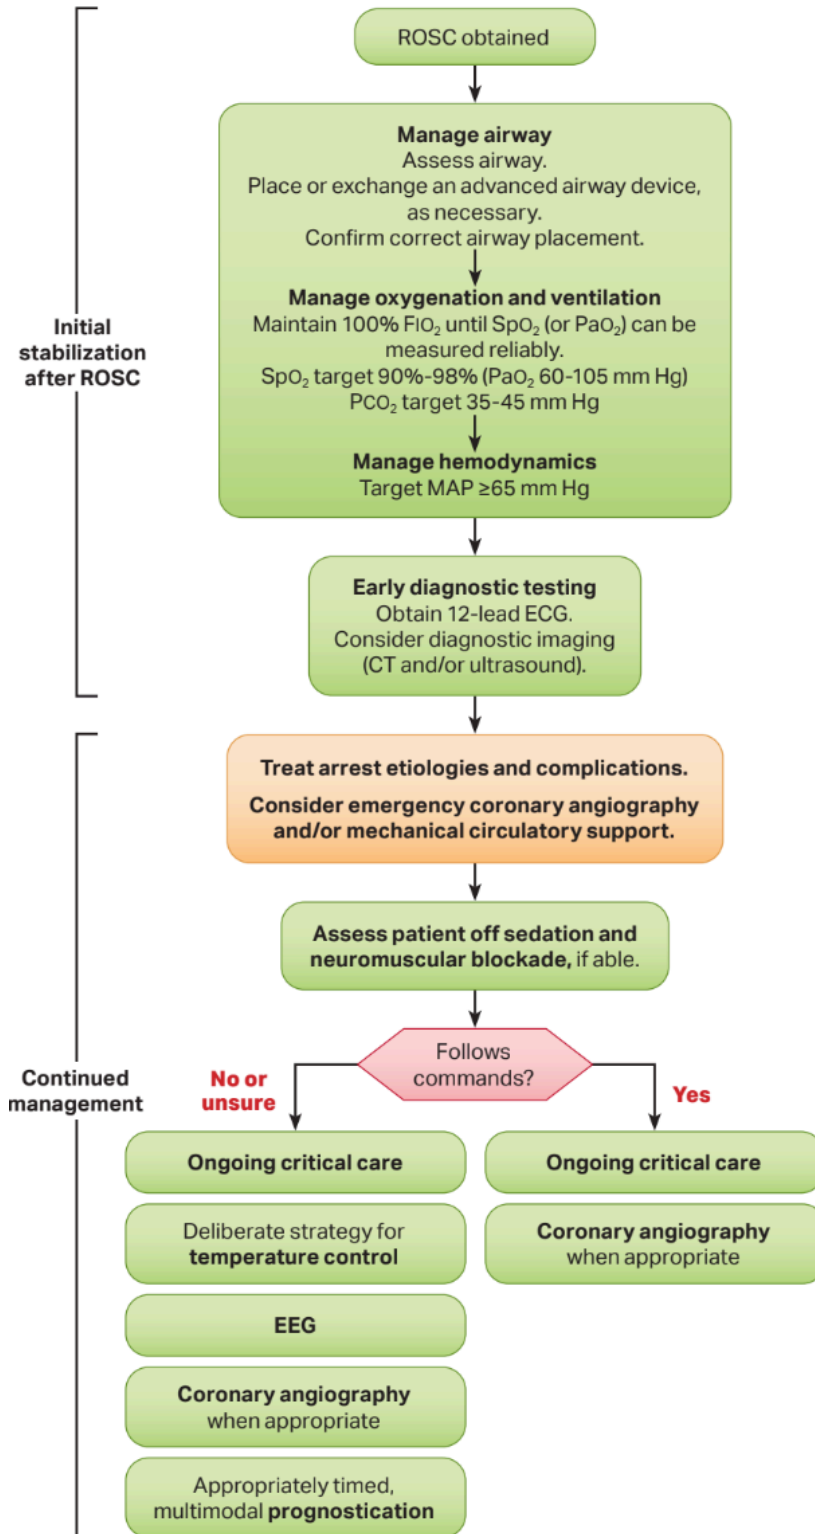 ROSC obtained
Manage airway
Assess airway.
Place or exchange an advanced airway device,
as necessary.
Confirm correct airway placement.
Manage oxygenation and ventilation
Maintain 100% FIO₂ until SpO₂ (or PaO₂) can be
measured reliably.
SpO₂ target 90%-98% (PaO₂ 60-105 mm Hg)
PCO₂ target 35-45 mm Hg
Manage hemodynamics
Target MAP ≥65 mm Hg
Initial
stabilization
after ROSC
Early diagnostic testing
Obtain 12-lead ECG.
Consider diagnostic imaging
(CT and/or ultrasound).
Treat arrest etiologies and complications.
Consider emergency coronary angiography
and/or mechanical circulatory support.
Assess patient off sedation and
neuromuscular blockade, if able.
Continued
management
Follows
commands?
No or
unsure
Yes
Ongoing critical care
Deliberate strategy for
temperature control
EEG
Coronary angiography
when appropriate
Appropriately timed,
multimodal prognostication
Ongoing critical care
Coronary angiography
when appropriate